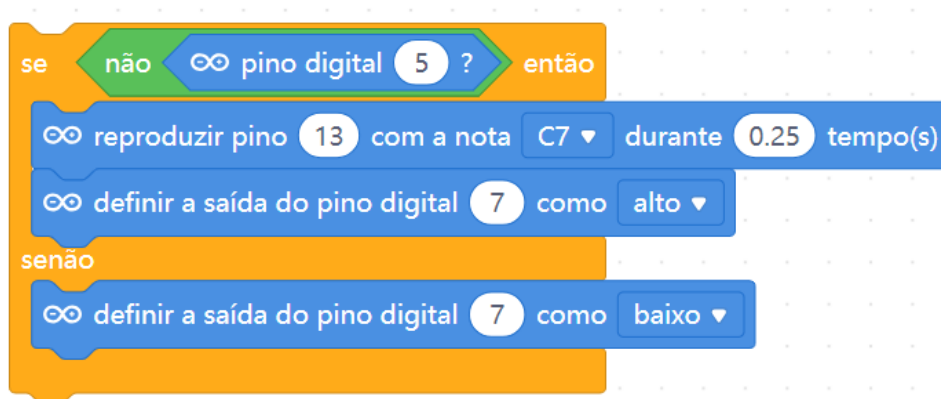 se não pino digital 5 ? então
reproduzir pino 13 com a nota C7 durante 0.25 tempo(s)
definir a saída do pino digital 7 como alto
senão
definir a saída do pino digital 7 como baixo